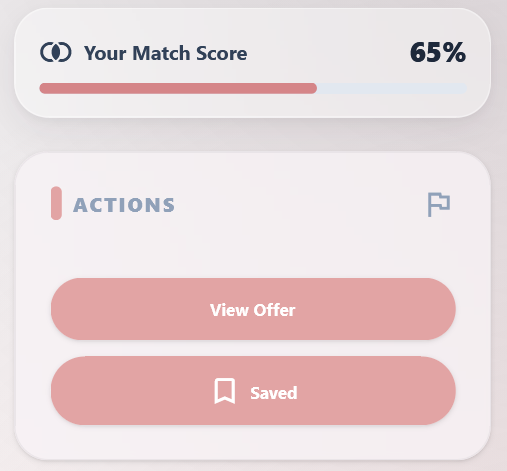 Your Match Score 65%
ACTIONS
View Offer
Saved